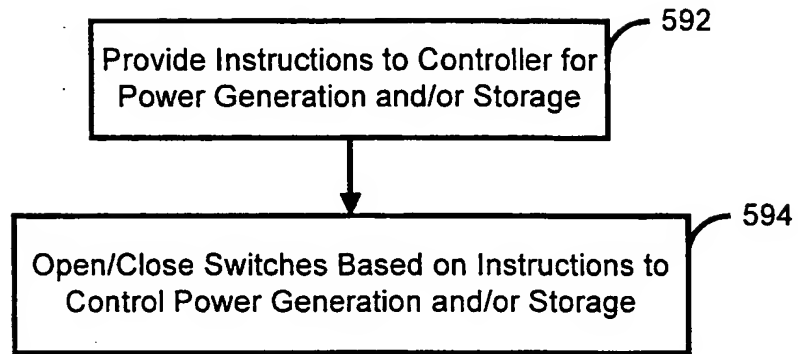 592
Provide Instructions to Controller for
Power Generation and/or Storage
594
Open/Close Switches Based on Instructions to
Control Power Generation and/or Storage